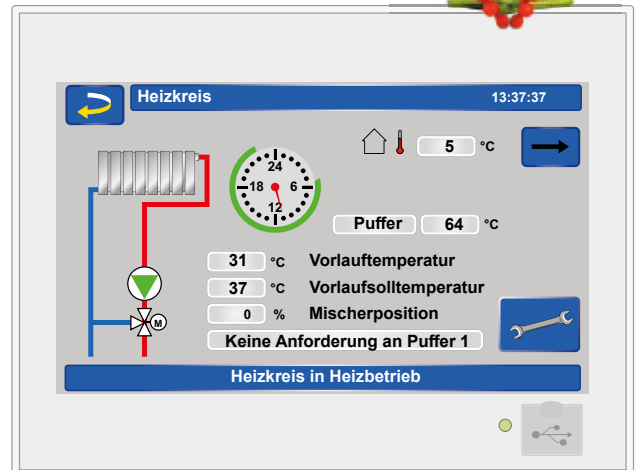 Heizkreis 13:37:37
5 °C
24
18 6
12
Puffer 64 °C
31 °C Vorlauftemperatur
37 °C Vorlaufsolltemperatur
0 % Mischerposition
M
Keine Anforderung an Puffer 1
Heizkreis in Heizbetrieb